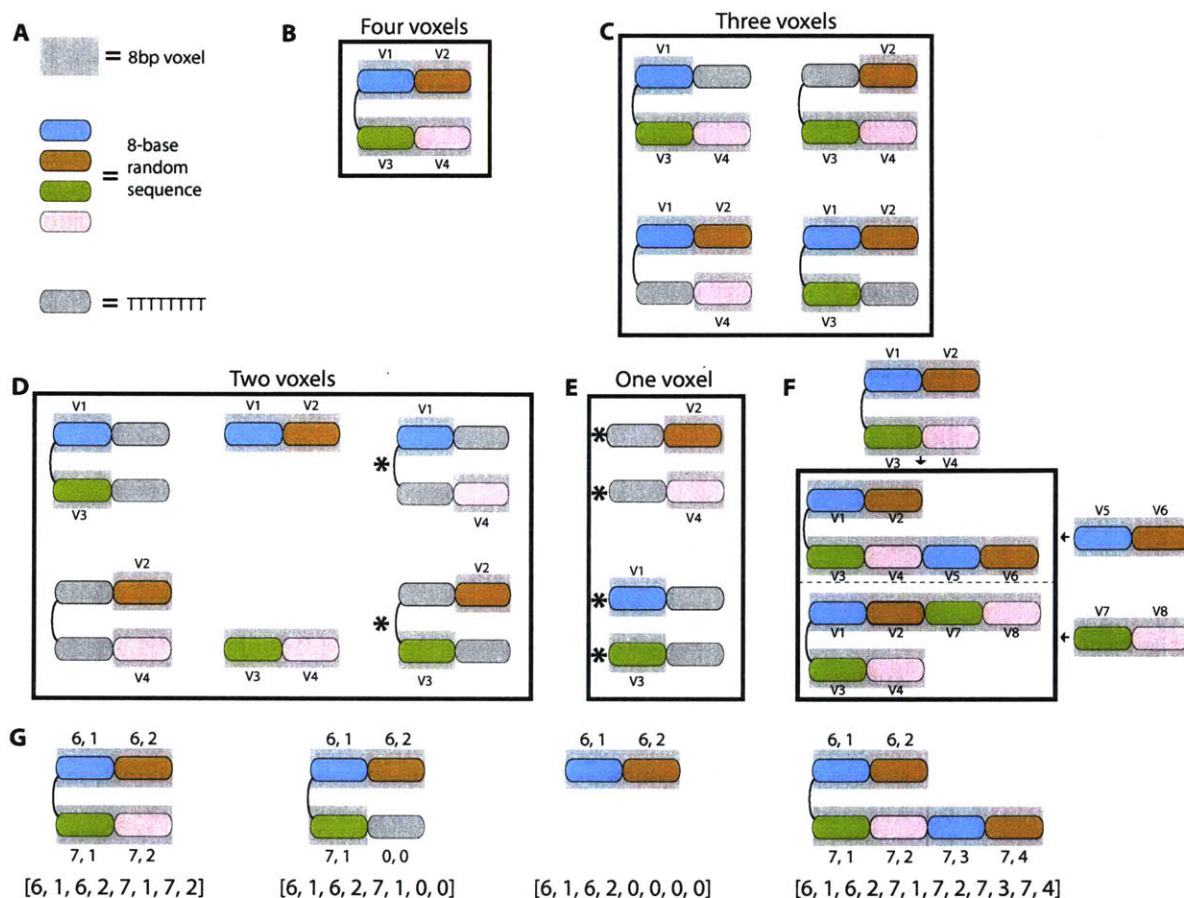 A
= 8bp voxel
8-base
random
= sequence
= TTTTTTTT
B
Four voxels
V1 V2
V3 V4
C
Three voxels
V1 V2
V3 V4 V3 V4
V1 V2 V1 V2
V4 V3
D
Two voxels
V1 V1 V2 V1
*
V3 V4
V2 V2
*
V4 V3 V4 V3
E
One voxel
V2
*
*
V4
V1
*
*
V3
F
V1 V2
V3 V4
V1 V2
V5 V6
V3 V4 V5 V6
V1 V2 V7 V8
V7 V8
V3 V4
G
6, 1 6, 2 6, 1 6, 2 6, 1 6, 2 6, 1 6, 2
7, 1 7, 2 7, 1 0, 0 7, 1 7, 2 7, 3 7, 4
[6, 1, 6, 2, 7, 1, 7, 2] [6, 1, 6, 2, 7, 1, 0, 0] [6, 1, 6, 2, 0, 0, 0, 0] [6, 1, 6, 2, 7, 1, 7, 2, 7, 3, 7, 4]